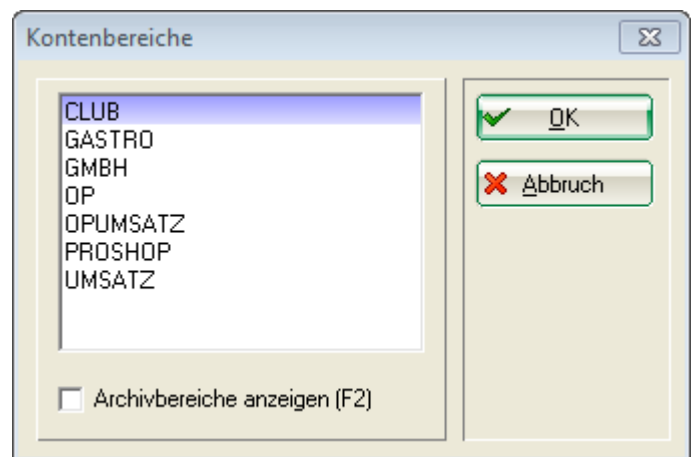 Kontenbereiche
CLUB
GASTRO
GMBH
OP
OPUMSATZ
PROSHOP
UMSATZ
Archivbereiche anzeigen (F2)
OK
Abbruch